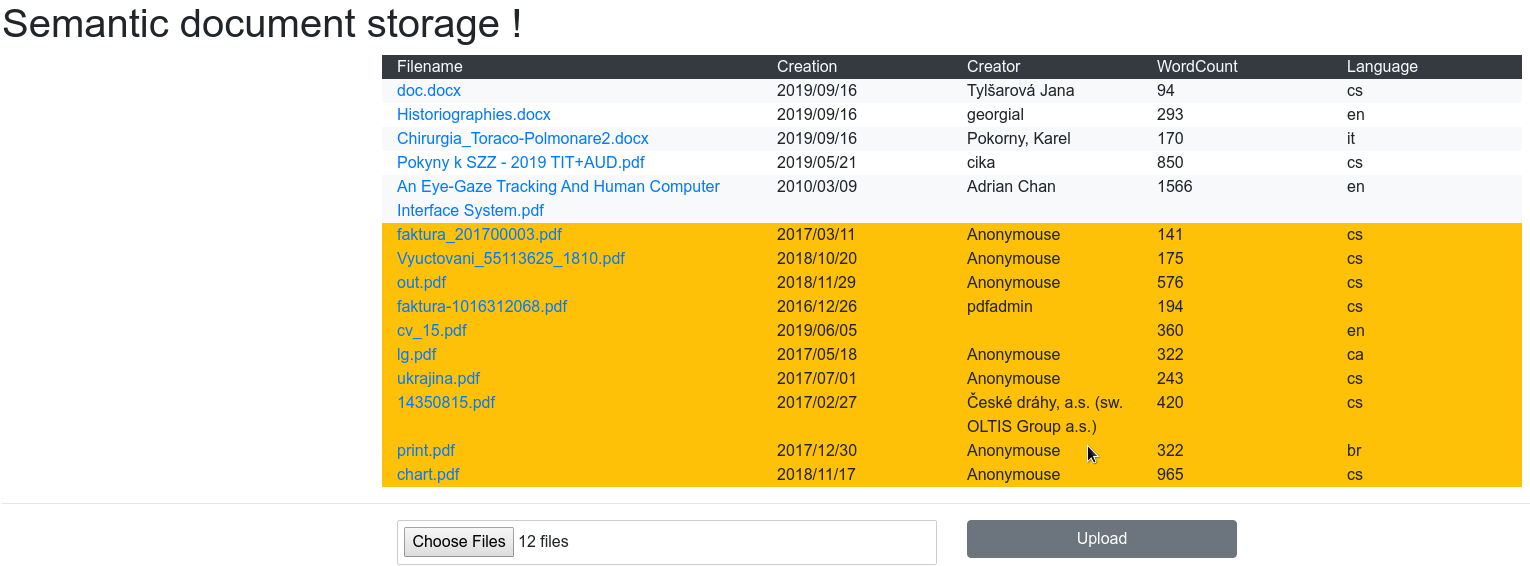 Semantic document storage !
Filename Creation Creator WordCount Language
doc.docx 2019/09/16 Tylšarová Jana 94 cs
Historiographies.docx 2019/09/16 georgial 293 en
Chirurgia_Toraco-Polmonare2.docx 2019/09/16 Pokorny, Karel 170 it
Pokyny k SZZ - 2019 TIT+AUD.pdf 2019/05/21 cika 850 cs
An Eye-Gaze Tracking And Human Computer 2010/03/09 Adrian Chan 1566 en
Interface System.pdf
faktura_201700003.pdf 2017/03/11 Anonymouse 141 cs
Vyuctovani_55113625_1810.pdf 2018/10/20 Anonymouse 175 cs
out.pdf 2018/11/29 Anonymouse 576 cs
faktura-1016312068.pdf 2016/12/26 pdfadmin 194 cs
cv_15.pdf 2019/06/05 360 en
lg.pdf 2017/05/18 Anonymouse 322 ca
ukrajina.pdf 2017/07/01 Anonymouse 243 cs
14350815.pdf 2017/02/27 České dráhy, a.s. (sw. 420 cs
OLTIS Group a.s.)
print.pdf 2017/12/30 Anonymouse 322 br
chart.pdf 2018/11/17 Anonymouse 965 cs
Choose Files 12 files Upload